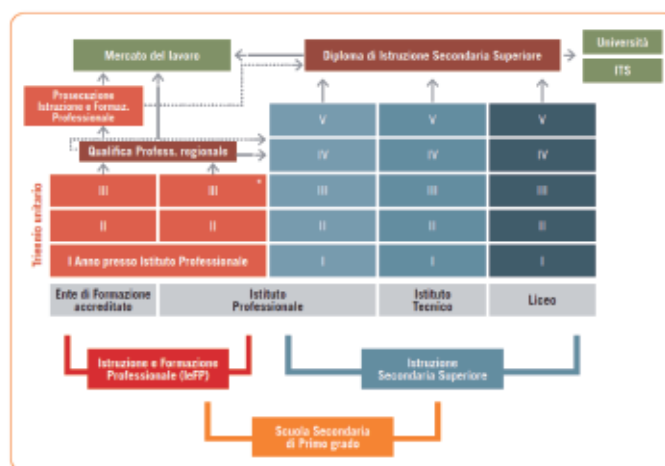 Mercato del lavoro
Diploma di Istruzione Secondaria Superiore
Università
ITS
Prosecuzione
Istruzione e Formaz.
Professionale
V
V
V
Qualifica Profess. regionale
IV
IV
IV
Triennio unitario
III
III
*
III
III
III
II
II
II
II
II
I Anno presso Istituto Professionale
I
I
I
Ente di Formazione
accreditato
Istituto
Professionale
Istituto
Tecnico
Liceo
Istruzione e Formazione
Professionale (IeFP)
Istruzione
Secondaria Superiore
Scuola Secondaria
di Primo grado